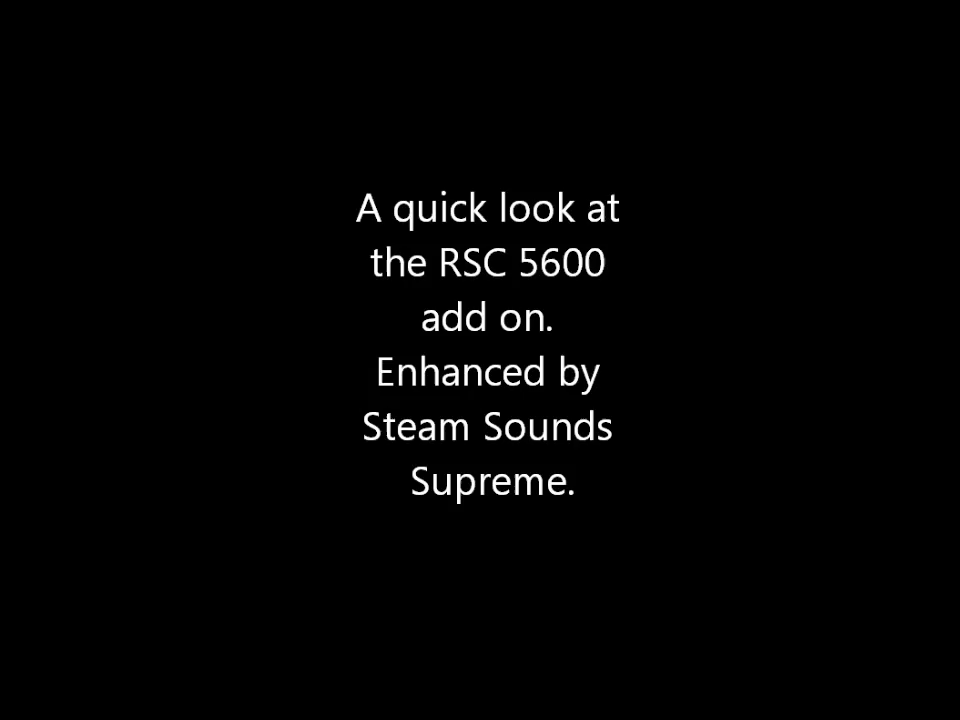 A quick look at
the RSC 5600
add on.
Enhanced by
Steam Sounds
Supreme.